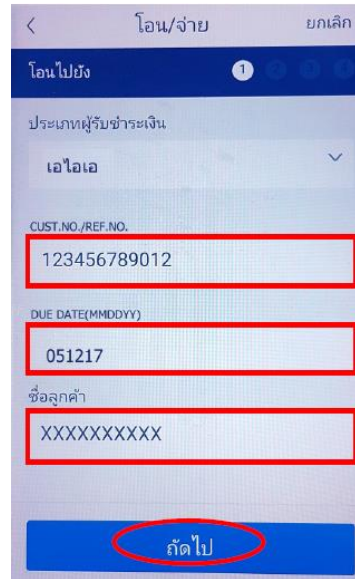 โอน/จ่าย ยกเลิก
โอนไปยัง 1
ประเภทผู้รับชำระเงิน
เอไอเอ
CUST.NO./REF.NO.
123456789012
DUE DATE(MMDDYY)
051217
ชื่อลูกค้า
XXXXXXXXXX
ถัดไป